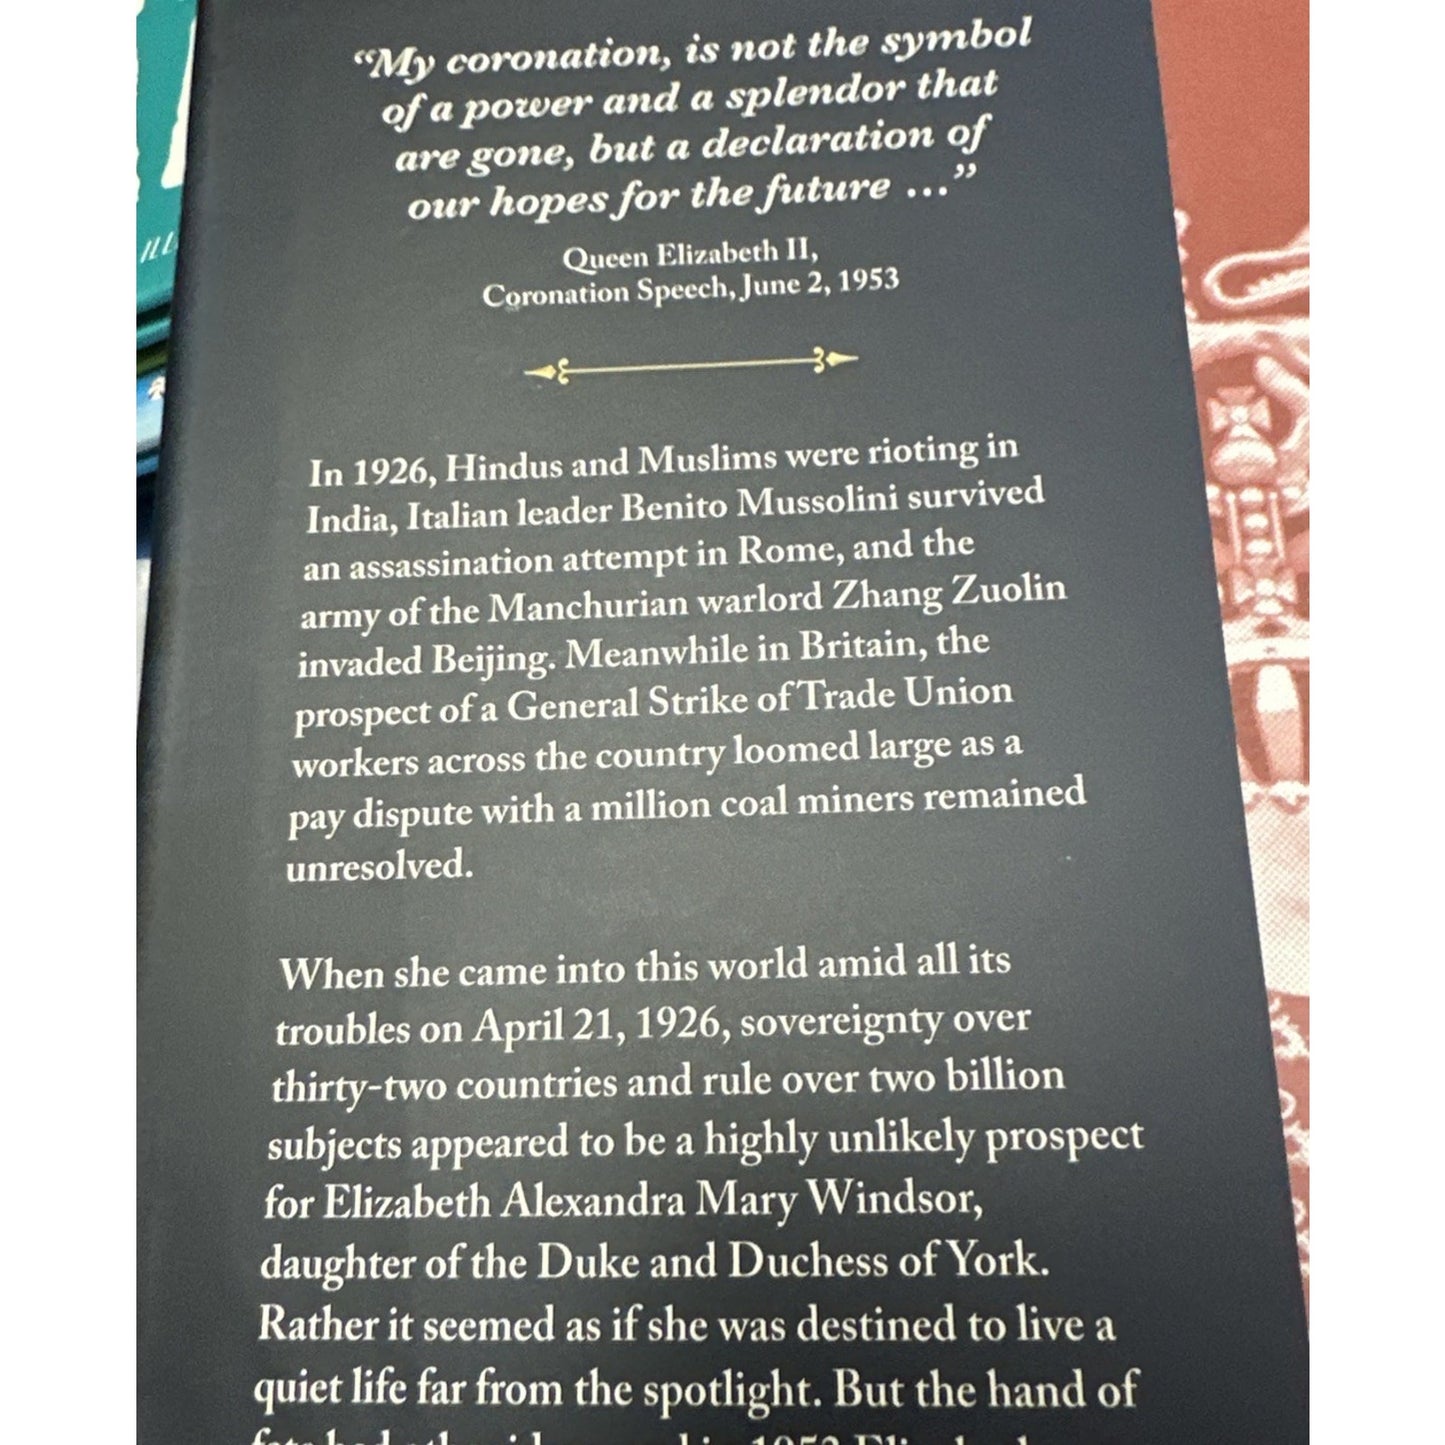 “My coronation, is not the symbol
of a power and a splendor that
are gone, but a declaration of
our hopes for the future ...”
Queen Elizabeth II,
Coronation Speech, June 2, 1953
In 1926, Hindus and Muslims were rioting in
India, Italian leader Benito Mussolini survived
an assassination attempt in Rome, and the
army of the Manchurian warlord Zhang Zuolin
invaded Beijing. Meanwhile in Britain, the
prospect of a General Strike of Trade Union
workers across the country loomed large as a
pay dispute with a million coal miners remained
unresolved.
When she came into this world amid all its
troubles on April 21, 1926, sovereignty over
thirty-two countries and rule over two billion
subjects appeared to be a highly unlikely prospect
for Elizabeth Alexandra Mary Windsor,
daughter of the Duke and Duchess of York.
Rather it seemed as if she was destined to live a
quiet life far from the spotlight. But the hand of